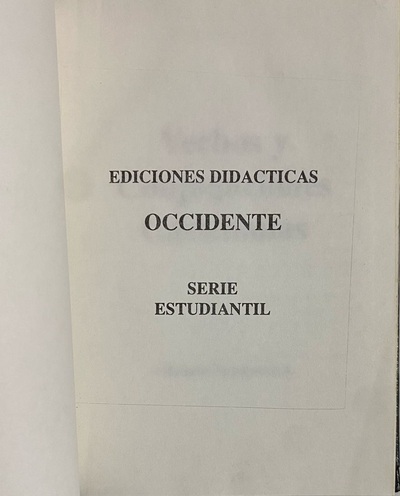 EDICIONES DIDACTICAS
OCCIDENTE
SERIE
ESTUDIANTIL